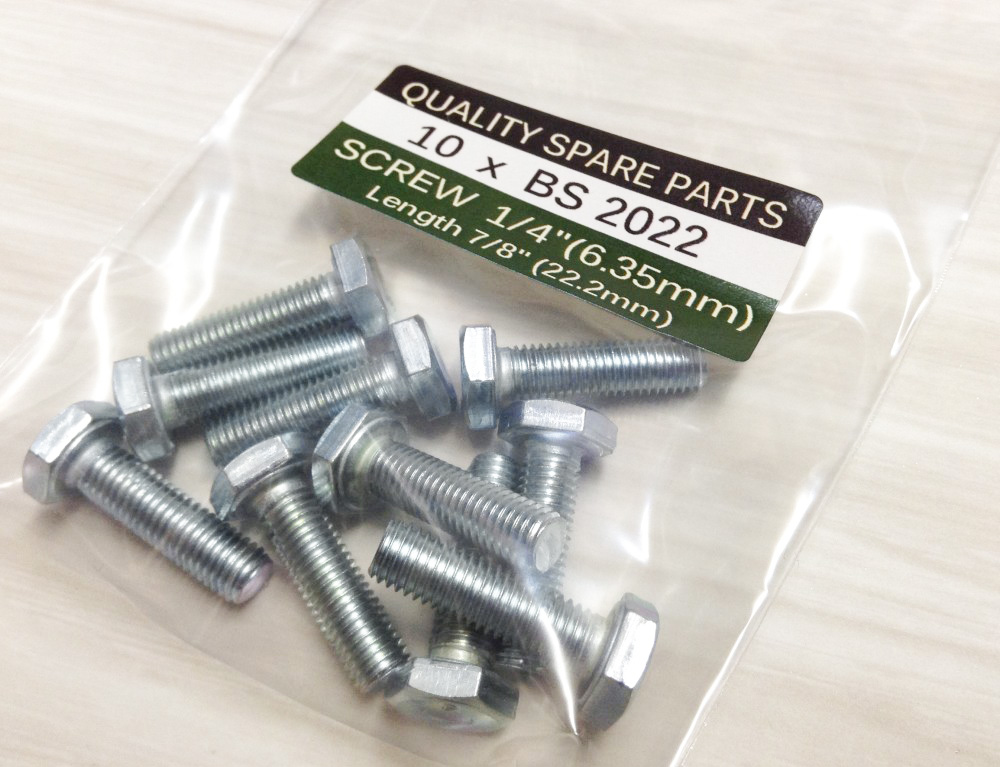 QUALITY SPARE PARTS
10 x BS 2022
SCREW 1/4"(6.35mm)
Length 7/8" (22.2mm)